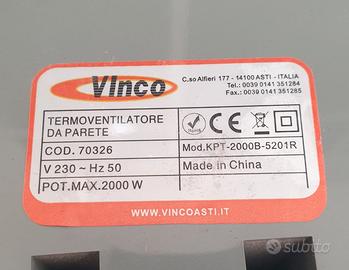 Vinco
C.so Alfieri 177 - 14100 ASTI - ITALIA
Tel.: 0039 0141 351284
Fax.: 0039 0141 351285
TERMOVENTILATORE
DA PARETE
COD. 70326
Mod.KPT-2000B-5201R
V 230 ~ Hz 50
Made in China
POT.MAX.2000 W
WWW.VINCOASTI.IT
subito